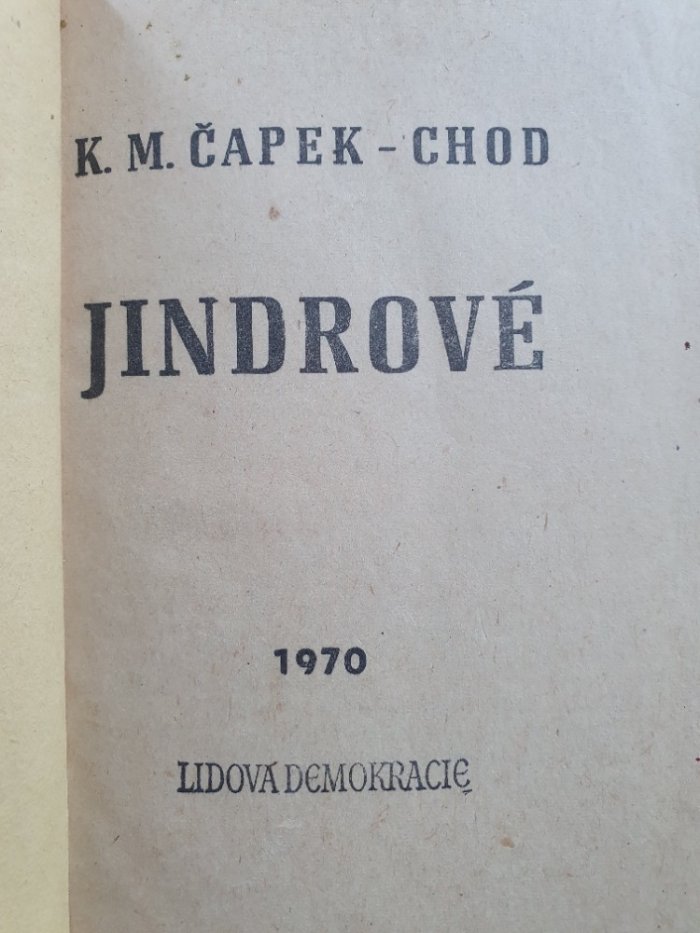 K. M. ČAPEK – CHOD
JINDROVÉ
1970
LIDOVÁ DEMOKRACIE